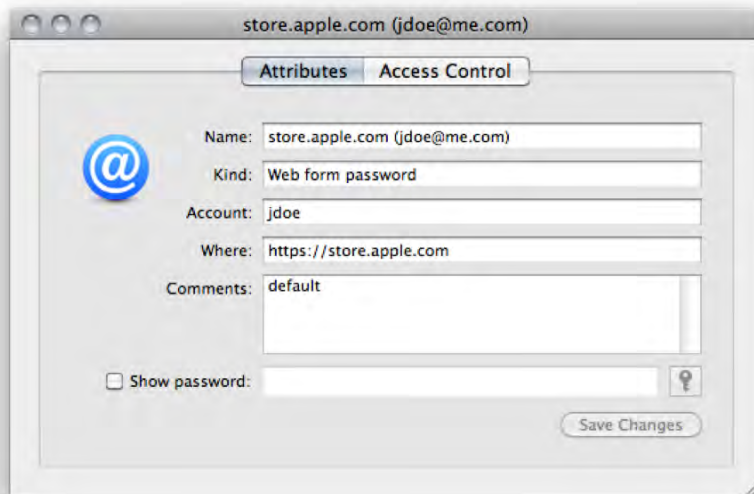 store.apple.com (jdoe@me.com)
Attributes Access Control
Name: store.apple.com (jdoe@me.com)
Kind: Web form password
Account: jdoe
Where: https://store.apple.com
Comments: default
Show password:
Save Changes